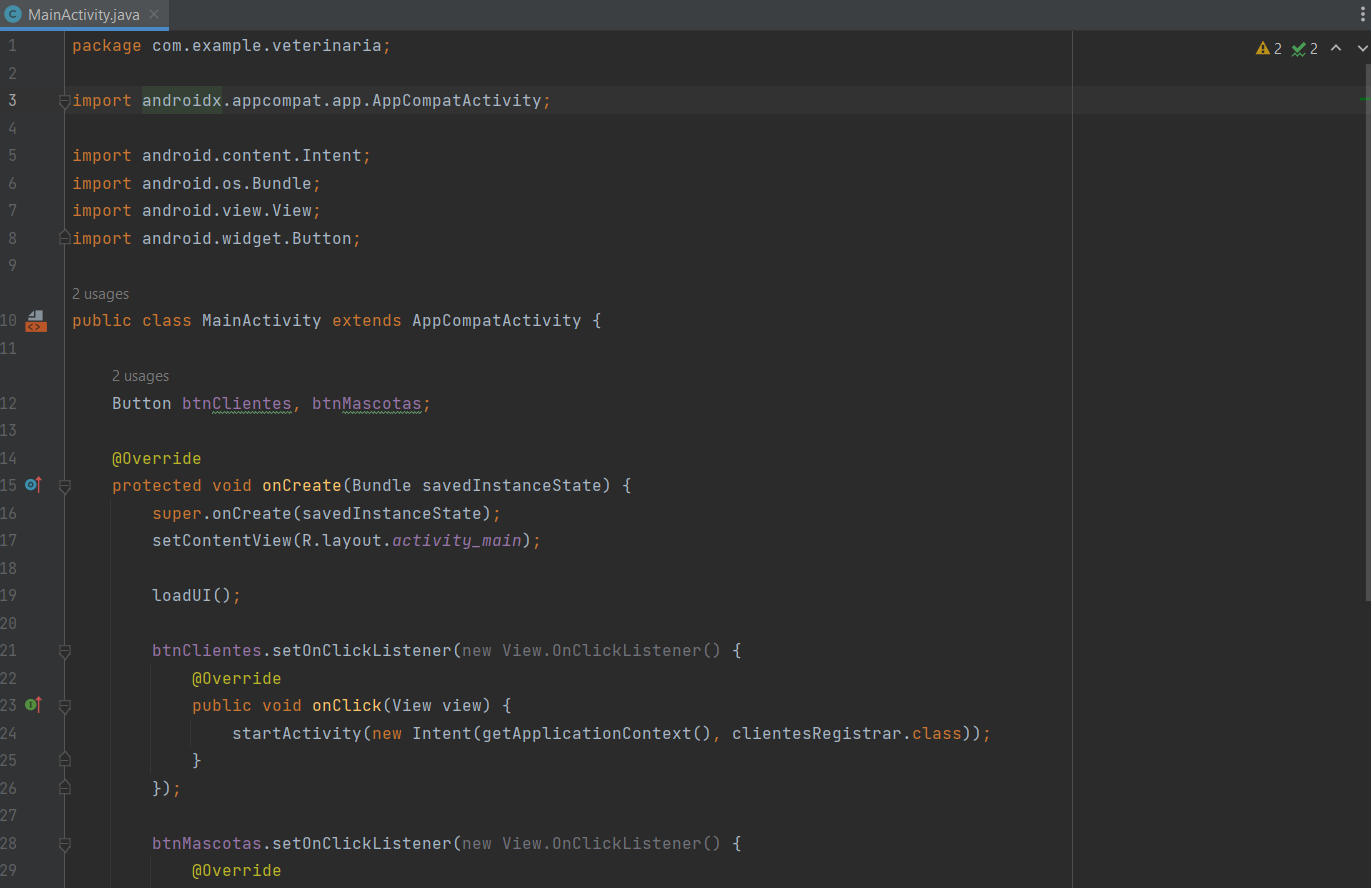 MainActivity.java
2 2
1 package com.example.veterinaria;
2
3 import androidx.appcompat.app.AppCompatActivity;
4
5 import android.content.Intent;
6 import android.os.Bundle;
7 import android.view.View;
8 import android.widget.Button;
9
2 usages
10 public class MainActivity extends AppCompatActivity {
11
2 usages
12 Button btnClientes, btnMascotas;
13
14 @Override
15 protected void onCreate(Bundle savedInstanceState) {
16 super.onCreate(savedInstanceState);
17 setContentView(R.layout.activity_main);
18
19 loadUI();
20
21 btnClientes.setOnClickListener(new View.OnClickListener() {
22 @Override
23 public void onClick(View view) {
24 startActivity(new Intent(getApplicationContext(), clientesRegistrar.class));
25 }
26 });
27
28 btnMascotas.setOnClickListener(new View.OnClickListener() {
29 @Override